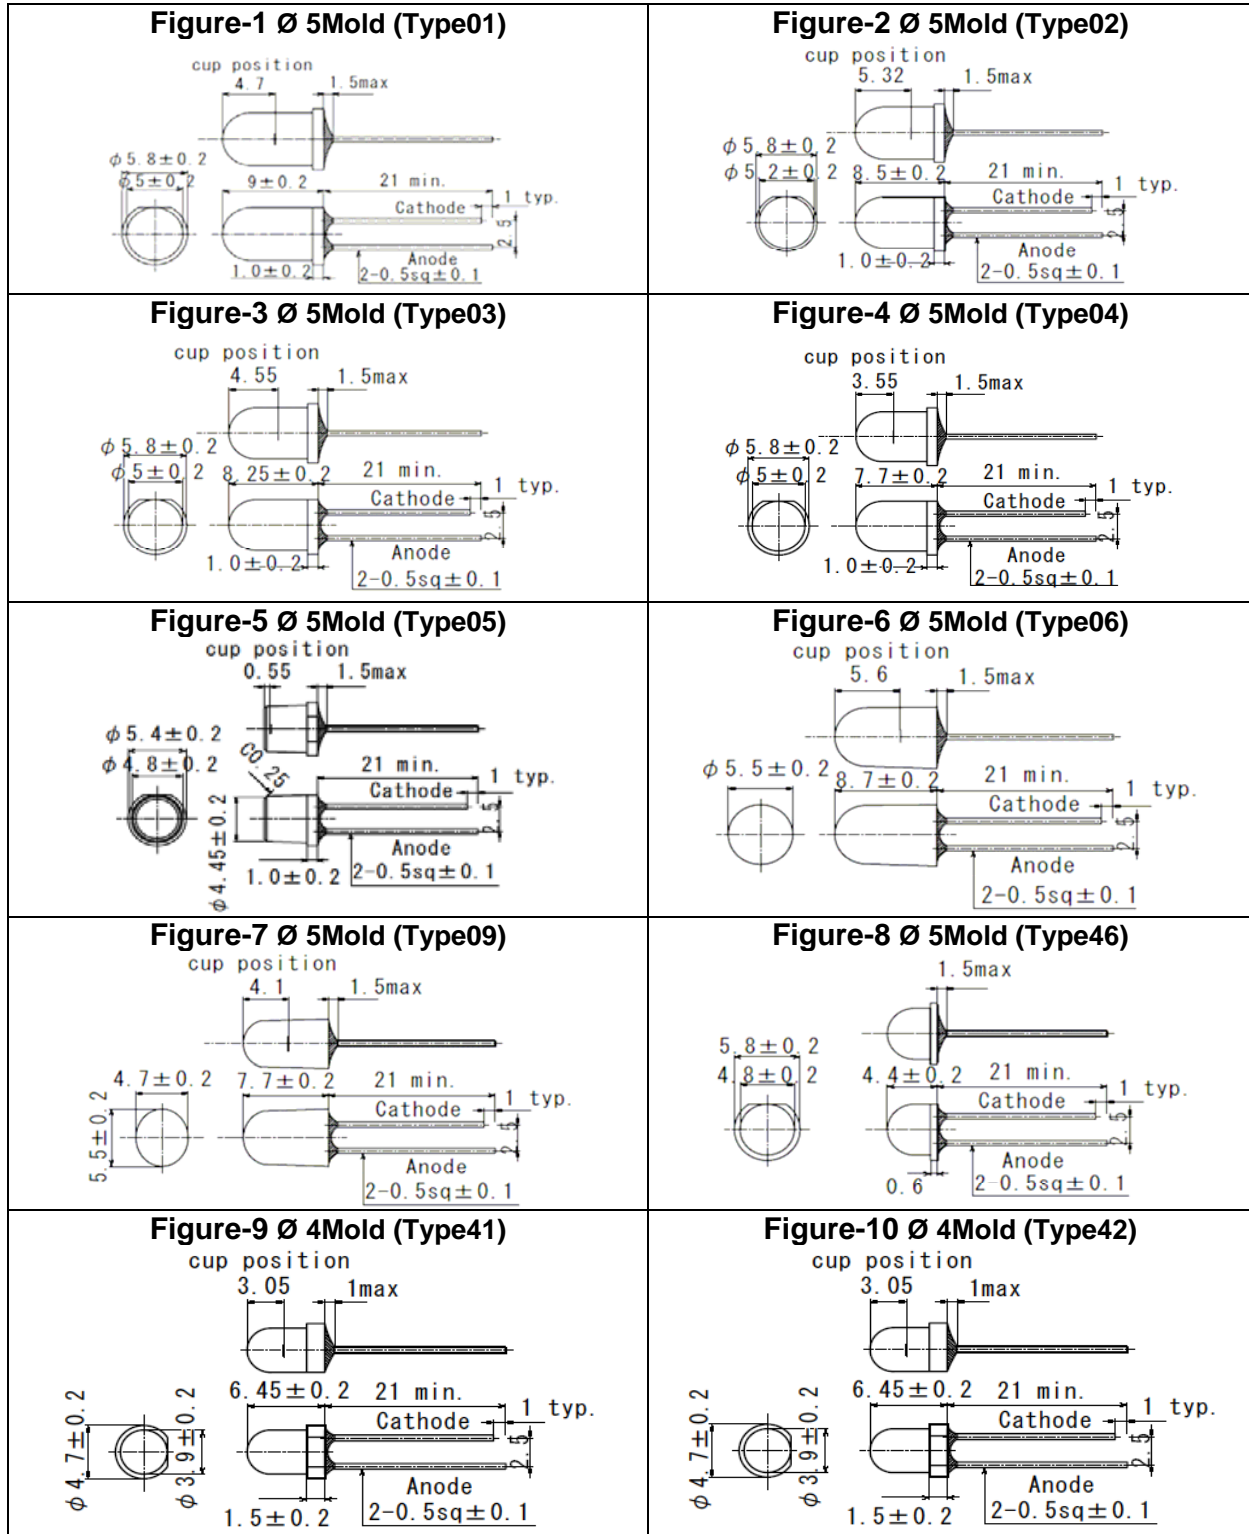 Figure-1 Ø 5Mold (Type01)
cup position
4.7 1.5max
φ5.8±0.2
φ5±0.2 9±0.2 21 min.
Cathode 1 typ.
2.5
Anode
1.0±0.2 2-0.5sq±0.1
Figure-2 Ø 5Mold (Type02)
cup position
5.32 1.5max
φ5.8±0.2
φ5.2±0.2 8.5±0.2 21 min.
Cathode 1 typ.
2.5
Anode
1.0±0.2 2-0.5sq±0.1
Figure-3 Ø 5Mold (Type03)
cup position
4.55 1.5max
φ5.8±0.2
φ5±0.2 8.25±0.2 21 min.
Cathode 1 typ.
2.5
Anode
1.0±0.2 2-0.5sq±0.1
Figure-4 Ø 5Mold (Type04)
cup position
3.55 1.5max
φ5.8±0.2
φ5±0.2 7.7±0.2 21 min.
Cathode 1 typ.
2.5
Anode
1.0±0.2 2-0.5sq±0.1
Figure-5 Ø 5Mold (Type05)
cup position
0.55 1.5max
φ5.4±0.2
φ4.8±0.2 C0.25 21 min.
Cathode 1 typ.
2.5
φ4.45±0.2
Anode
1.0±0.2 2-0.5sq±0.1
Figure-6 Ø 5Mold (Type06)
cup position
5.6 1.5max
φ5.5±0.2 8.7±0.2 21 min.
Cathode 1 typ.
2.5
Anode
2-0.5sq±0.1
Figure-7 Ø 5Mold (Type09)
cup position
4.1 1.5max
4.7±0.2 7.7±0.2 21 min.
Cathode 1 typ.
5.5±0.2
2.5
Anode
2-0.5sq±0.1
Figure-8 Ø 5Mold (Type46)
1.5max
5.8±0.2
4.8±0.2 4.4±0.2 21 min.
Cathode 1 typ.
2.5
Anode
0.6 2-0.5sq±0.1
Figure-9 Ø 4Mold (Type41)
cup position
3.05 1max
6.45±0.2 21 min.
Cathode 1 typ.
φ4.7±0.2 φ3.9±0.2
2.5
Anode
1.5±0.2 2-0.5sq±0.1
Figure-10 Ø 4Mold (Type42)
cup position
3.05 1max
6.45±0.2 21 min.
Cathode 1 typ.
φ4.7±0.2 φ3.9±0.2
2.5
Anode
1.5±0.2 2-0.5sq±0.1